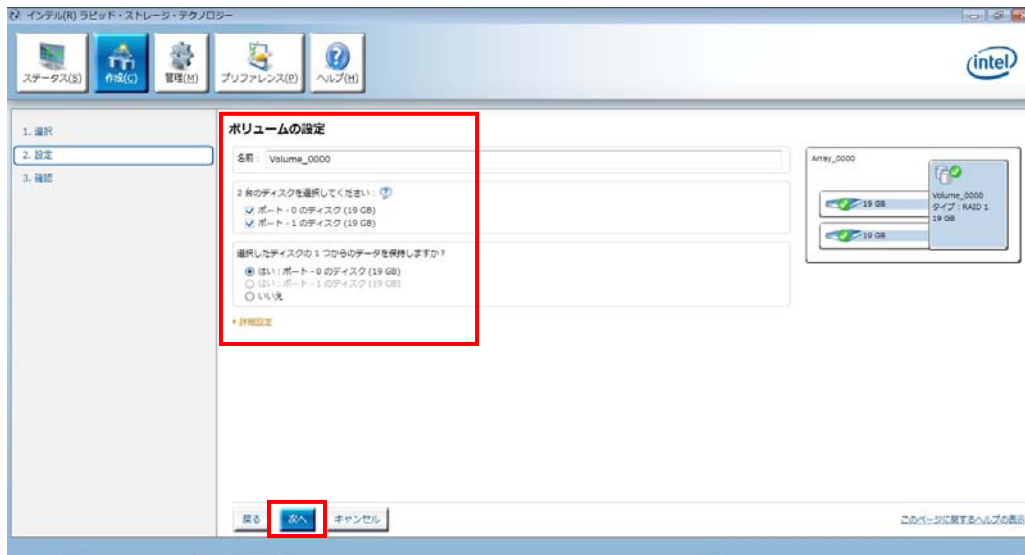 インテル(R) ラピッド・ストレージ・テクノロジー
ステータス(S)
作成(C)
管理(M)
プリファレンス(P)
ヘルプ(H)
intel
1. 選択
2. 設定
3. 確認
ボリュームの設定
名前: Volume_0000
2 台のディスクを選択してください:
ポート - 0 のディスク (19 GB)
ポート - 1 のディスク (19 GB)
選択したディスクの 1 つからのデータを保持しますか?
はい : ポート - 0 のディスク (19 GB)
はい : ポート - 1 のディスク (19 GB)
いいえ
詳細設定
Array_0000
19 GB
19 GB
Volume_0000
タイプ : RAID 1
19 GB
戻る
次へ
キャンセル
このページに関するヘルプの表示